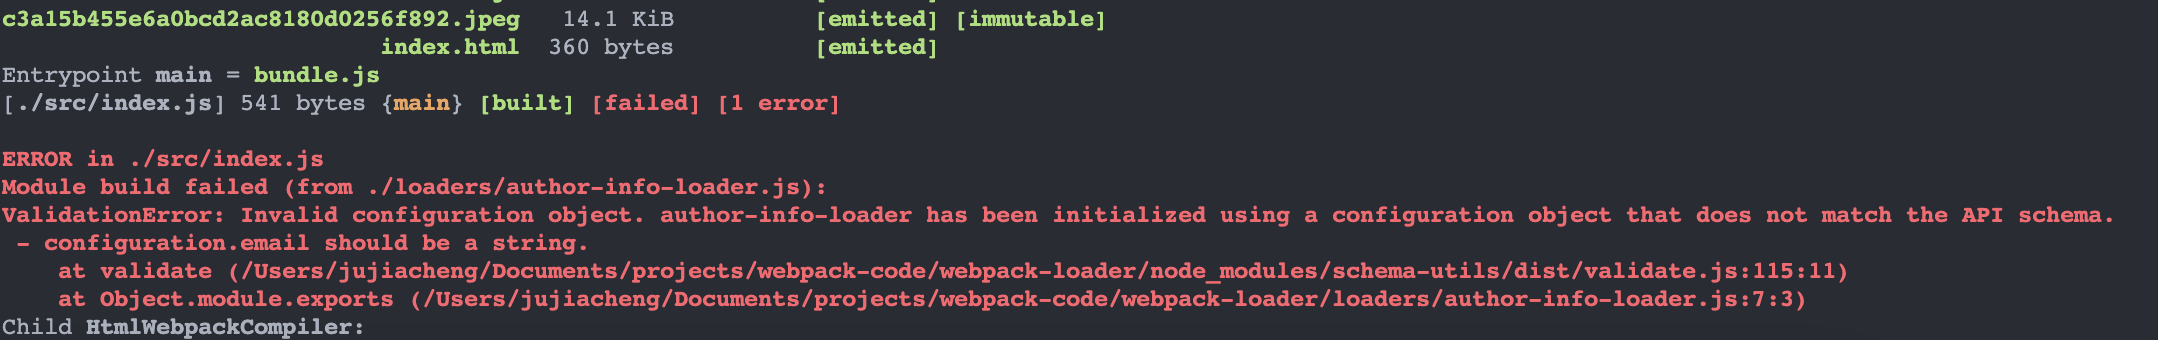 c3a15b455e6a0bcd2ac8180d0256f892.jpeg 14.1 KiB [emitted] [immutable]
index.html 360 bytes [emitted]
Entrypoint main = bundle.js
[./src/index.js] 541 bytes {main} [built] [failed] [1 error]
ERROR in ./src/index.js
Module build failed (from ./loaders/author-info-loader.js):
ValidationError: Invalid configuration object. author-info-loader has been initialized using a configuration object that does not match the API schema.
- configuration.email should be a string.
at validate (/Users/jujiacheng/Documents/projects/webpack-code/webpack-loader/node_modules/schema-utils/dist/validate.js:115:11)
at Object.module.exports (/Users/jujiacheng/Documents/projects/webpack-code/webpack-loader/loaders/author-info-loader.js:7:3)
Child HtmlWebpackCompiler: